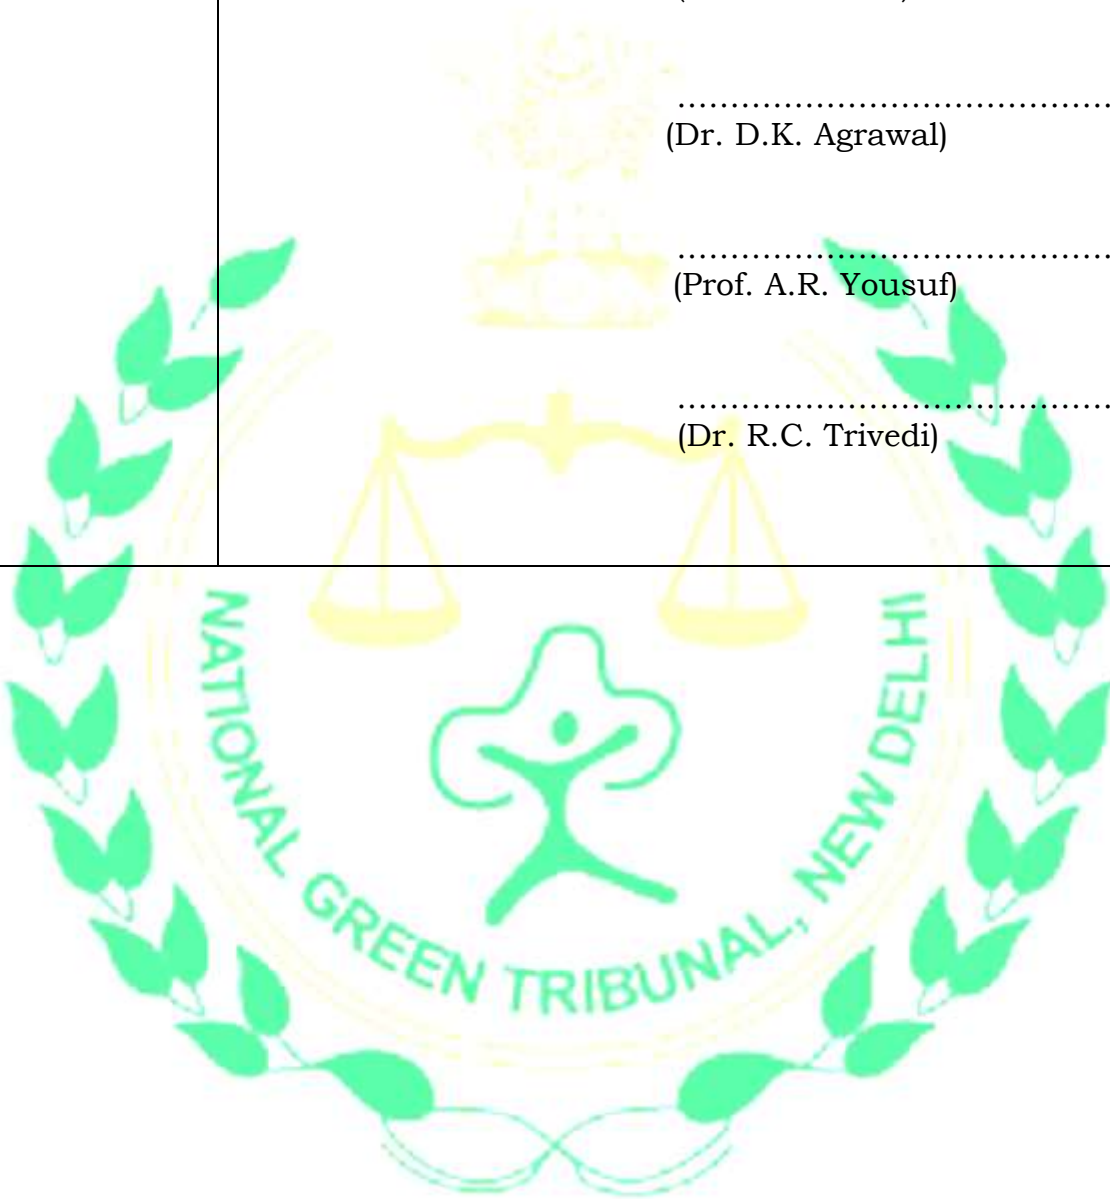 ……………………………………
(Dr. D.K. Agrawal)
……………………………………
(Prof. A.R. Yousuf)
……………………………………
(Dr. R.C. Trivedi)
NATIONAL GREEN TRIBUNAL, NEW DELHI